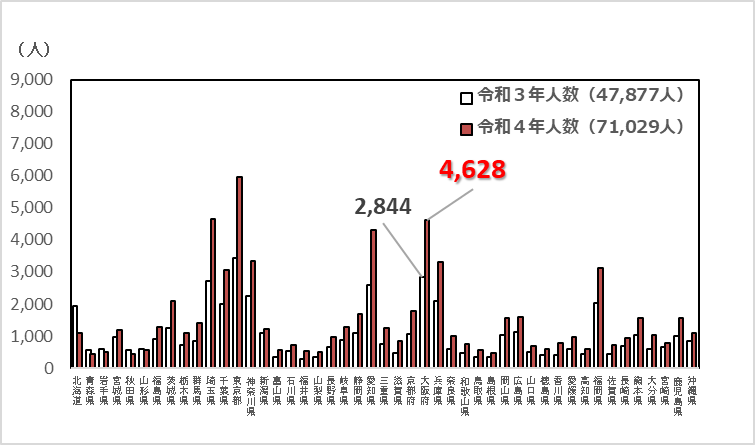 （人）
9,000
8,000
7,000
6,000
5,000
4,000
3,000
2,000
1,000
0
令和３年人数（47,877人）
令和４年人数（71,029人）
4,628
2,844
北海道
青森県
岩手県
宮城県
秋田県
山形県
福島県
茨城県
栃木県
群馬県
埼玉県
千葉県
東京都
神奈川県
新潟県
富山県
石川県
福井県
山梨県
長野県
岐阜県
静岡県
愛知県
三重県
滋賀県
京都府
大阪府
兵庫県
奈良県
和歌山県
鳥取県
島根県
岡山県
広島県
山口県
徳島県
香川県
愛媛県
高知県
福岡県
佐賀県
長崎県
熊本県
大分県
宮崎県
鹿児島県
沖縄県